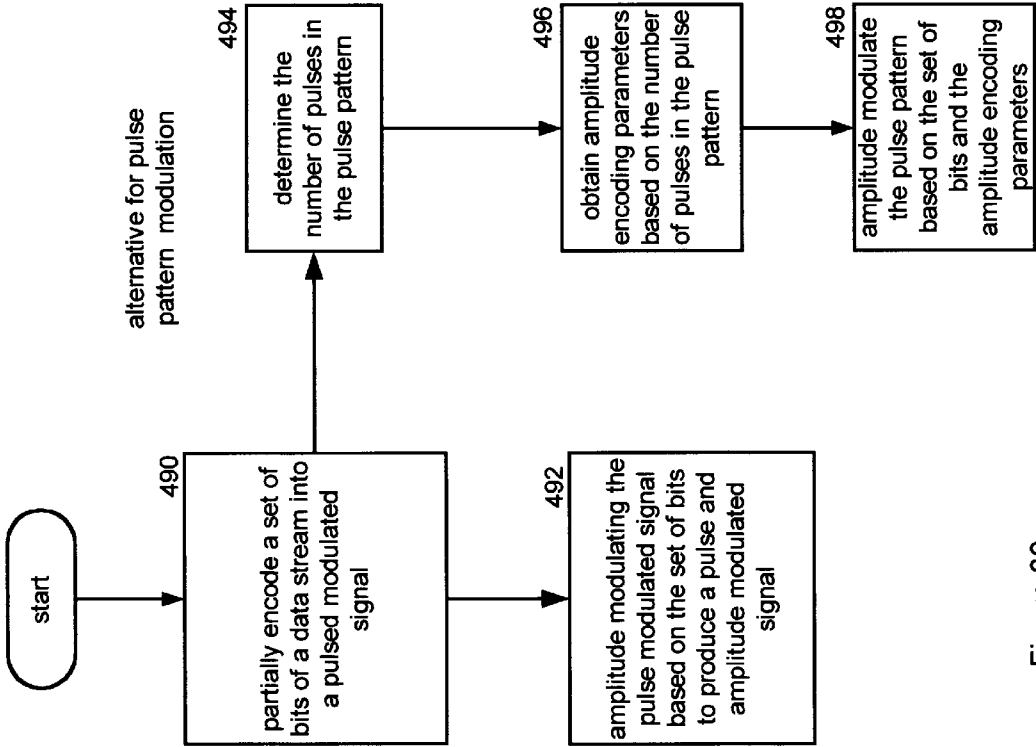 start
490
partially encode a set of
bits of a data stream into
a pulsed modulated
signal
492
amplitude modulating the
pulse modulated signal
based on the set of bits
to produce a pulse and
amplitude modulated
signal
alternative for pulse
pattern modulation
494
determine the
number of pulses in
the pulse pattern
496
obtain amplitude
encoding parameters
based on the number
of pulses in the pulse
pattern
498
amplitude modulate
the pulse pattern
based on the set of
bits and the
amplitude encoding
parameters
Figure